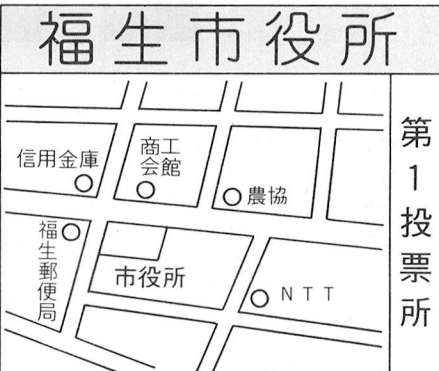 福生市役所
第1投票所
信用金庫
商工
会館
農協
福生郵便局
市役所
NTT